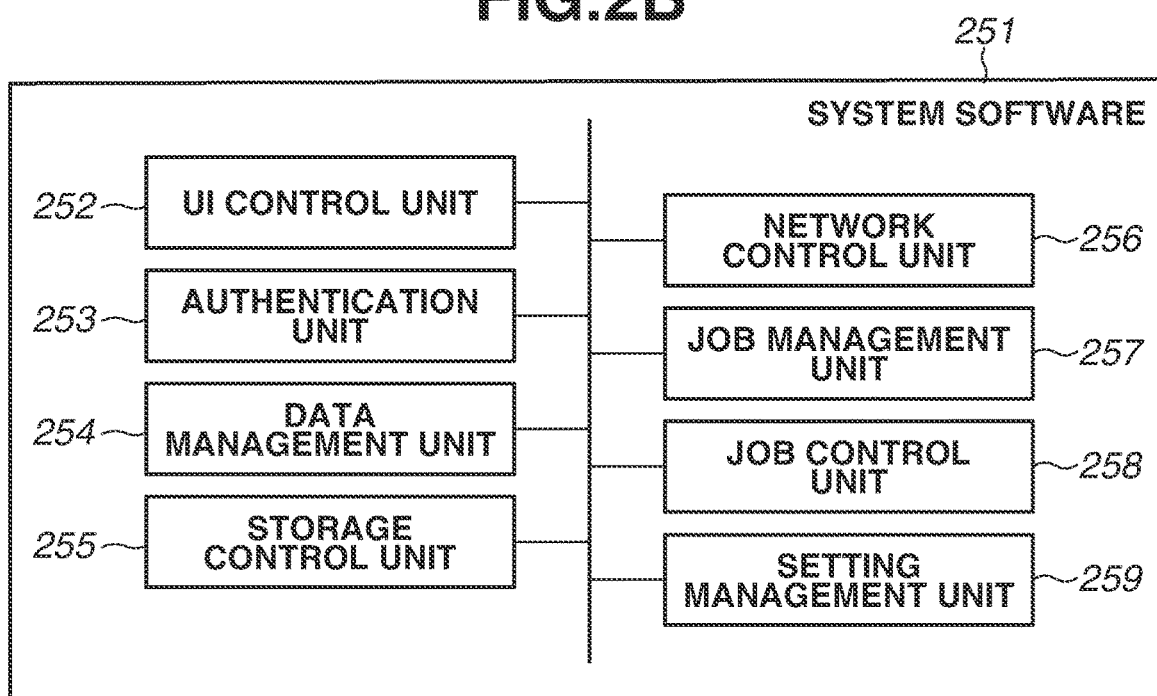 FIG.2B
251
SYSTEM SOFTWARE
252
UI CONTROL UNIT
253
AUTHENTICATION
UNIT
254
DATA
MANAGEMENT UNIT
255
STORAGE
CONTROL UNIT
NETWORK
CONTROL UNIT
256
JOB MANAGEMENT
UNIT
257
JOB CONTROL
UNIT
258
SETTING
MANAGEMENT UNIT
259